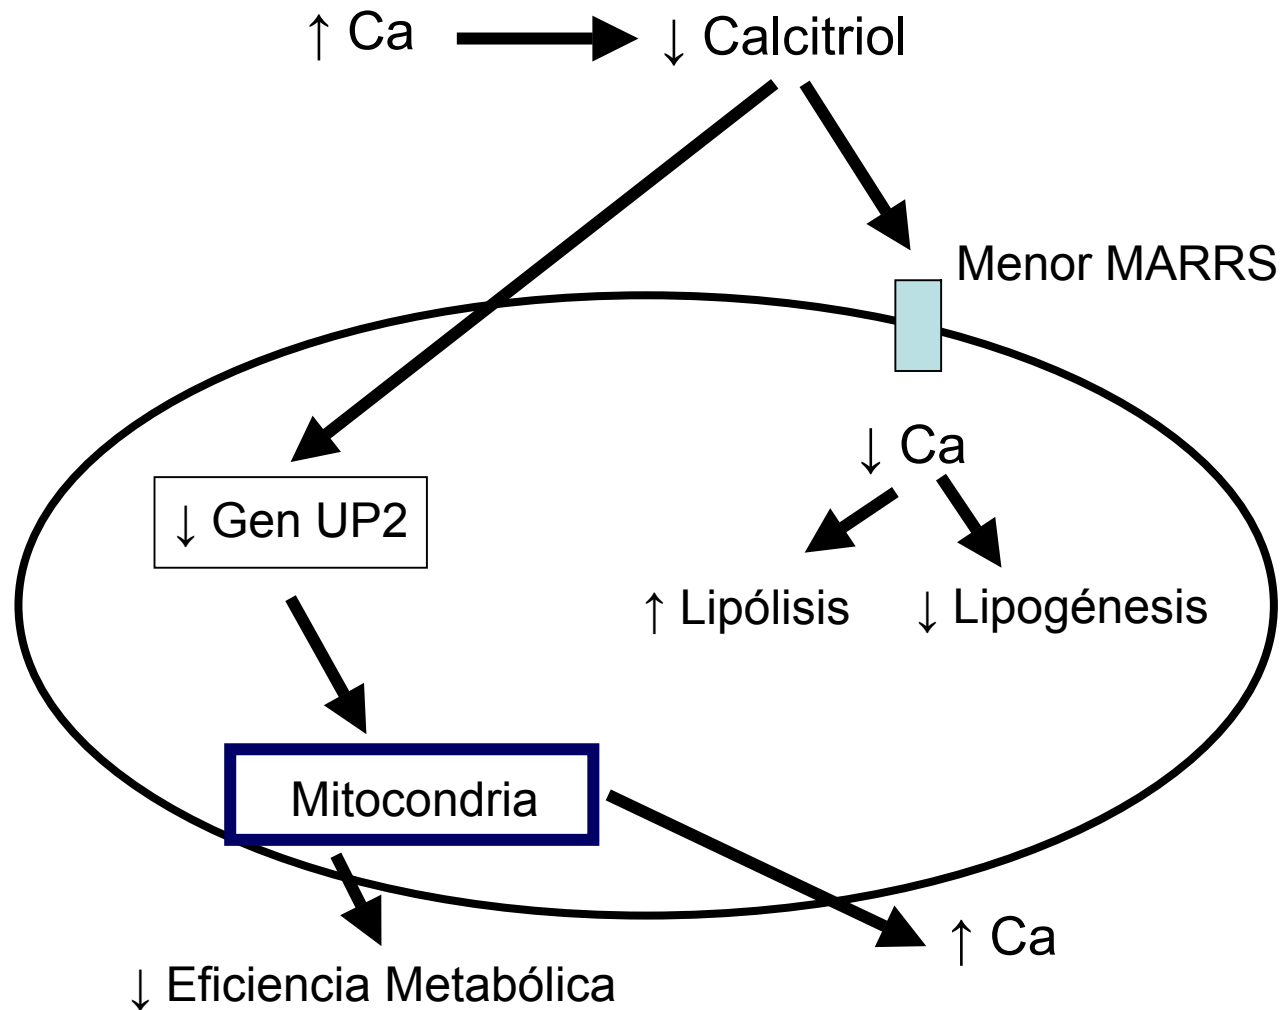 ↑ Ca
↓ Calcitriol
Menor MARRS
↓ Ca
↓ Gen UP2
↑ Lipólisis
↓ Lipogénesis
Mitocondria
↑ Ca
↓ Eficiencia Metabólica